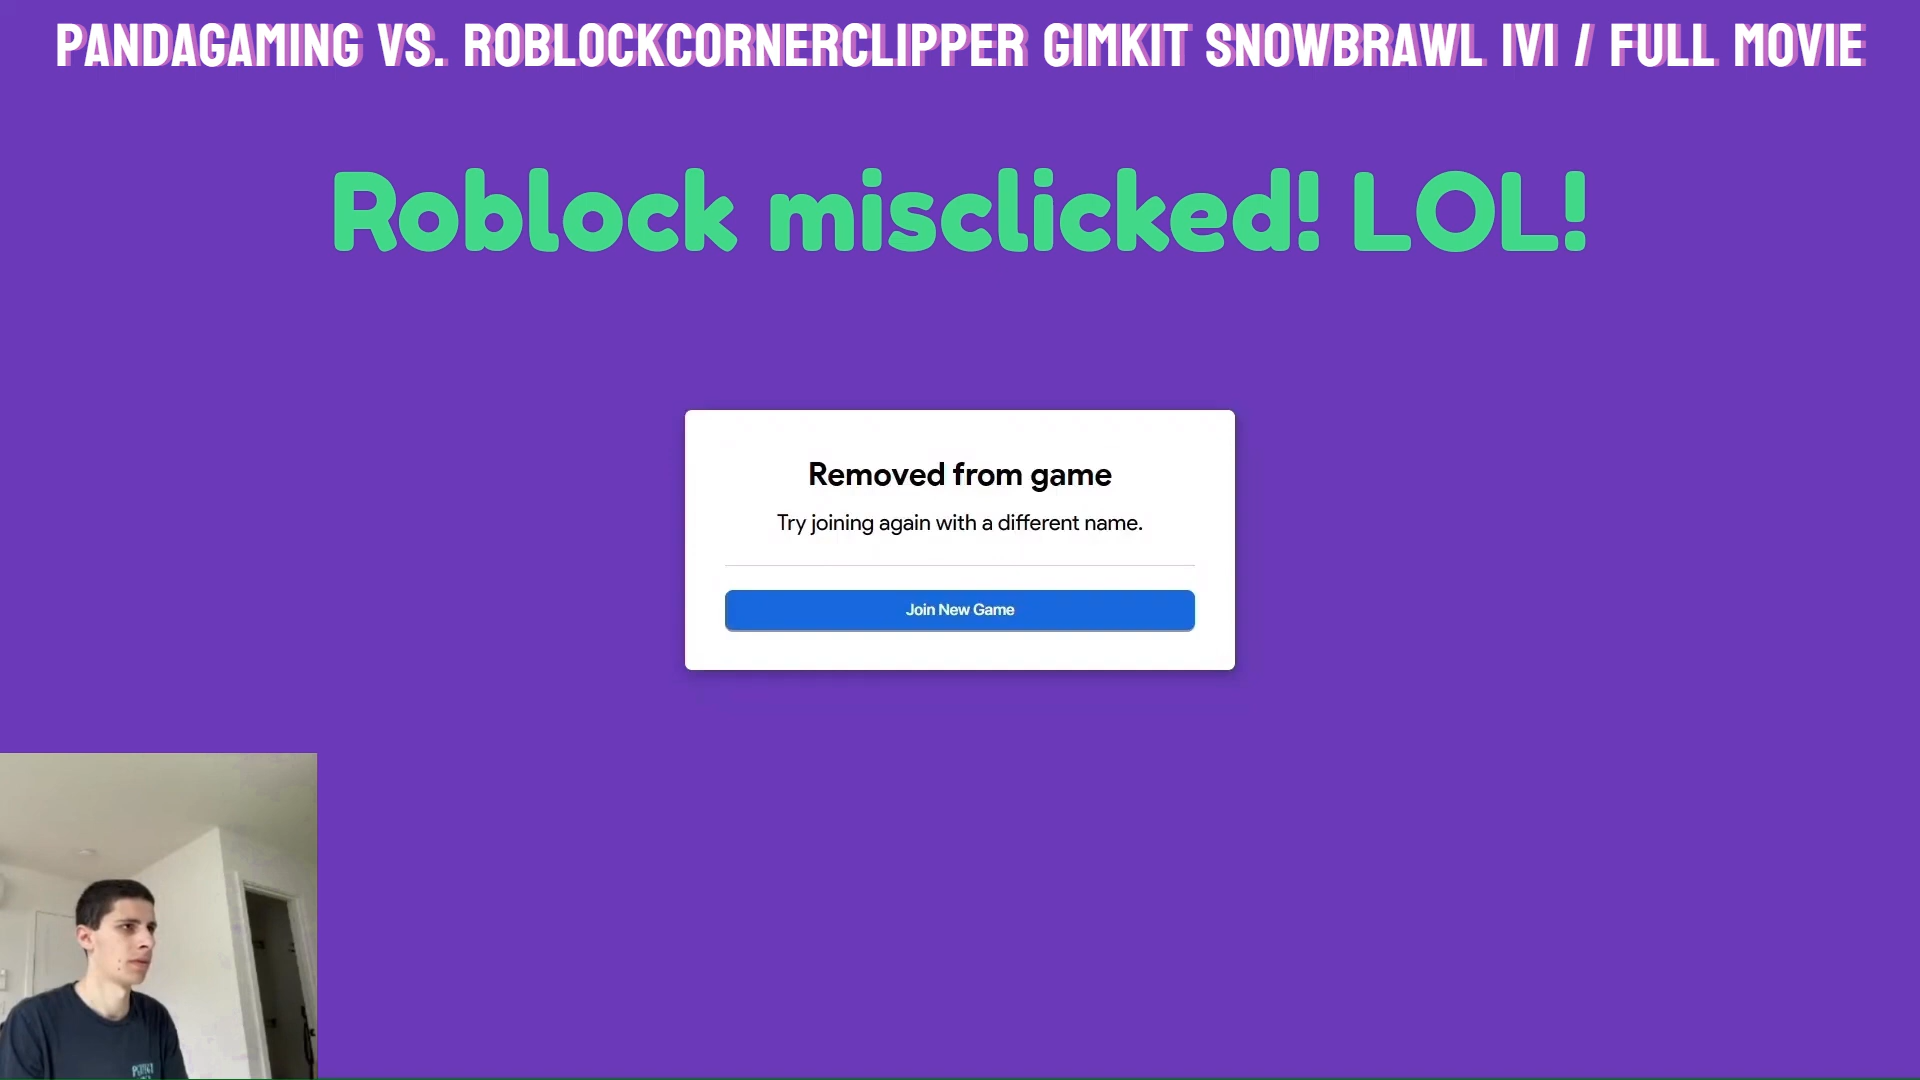 PANDAGAMING VS. ROBLOCKCORNERCLIPPER GIMKIT SNOWBRAWL 1V1 / FULL MOVIE
Roblock misclicked! LOL!
Removed from game
Try joining again with a different name.
Join New Game